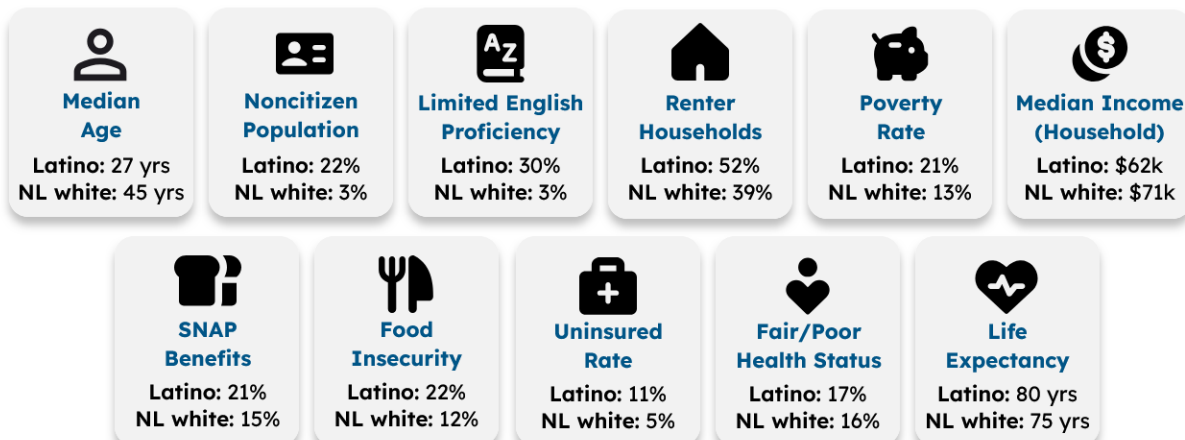 AZ
Median
Age
Latino: 27 yrs
NL white: 45 yrs
Noncitizen
Population
Latino: 22%
NL white: 3%
Limited English
Proficiency
Latino: 30%
NL white: 3%
Renter
Households
Latino: 52%
NL white: 39%
Poverty
Rate
Latino: 21%
NL white: 13%
$
Median Income
(Household)
Latino: $62k
NL white: $71k
SNAP
Benefits
Latino: 21%
NL white: 15%
Food
Insecurity
Latino: 22%
NL white: 12%
Uninsured
Rate
Latino: 11%
NL white: 5%
Fair/Poor
Health Status
Latino: 17%
NL white: 16%
Life
Expectancy
Latino: 80 yrs
NL white: 75 yrs